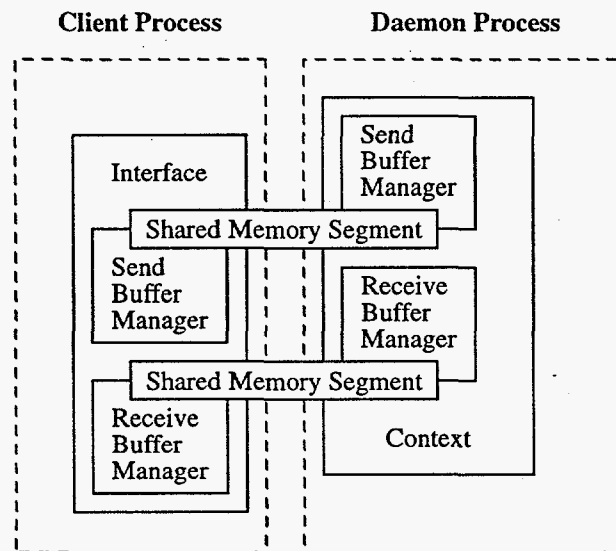 Client Process
Daemon Process
Interface
Send
Buffer
Manager
Shared Memory Segment
Send
Buffer
Manager
Receive
Buffer
Manager
Shared Memory Segment
Receive
Buffer
Manager
Context